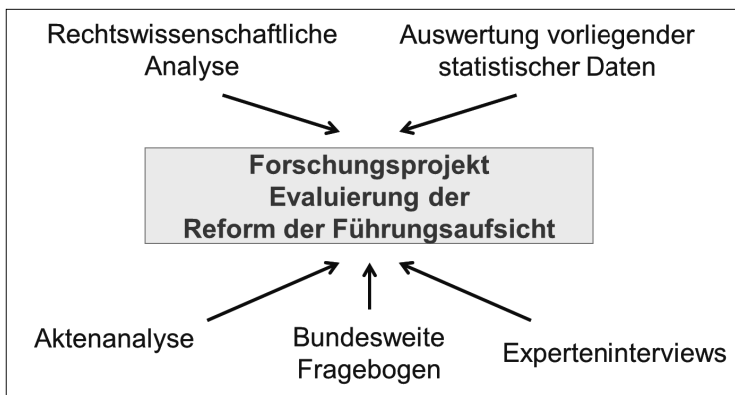 Rechtswissenschaftliche
Analyse
Auswertung vorliegender
statistischer Daten
Forschungsprojekt
Evaluierung der
Reform der Führungsaufsicht
Aktenanalyse
Bundesweite
Fragebogen
Experteninterviews